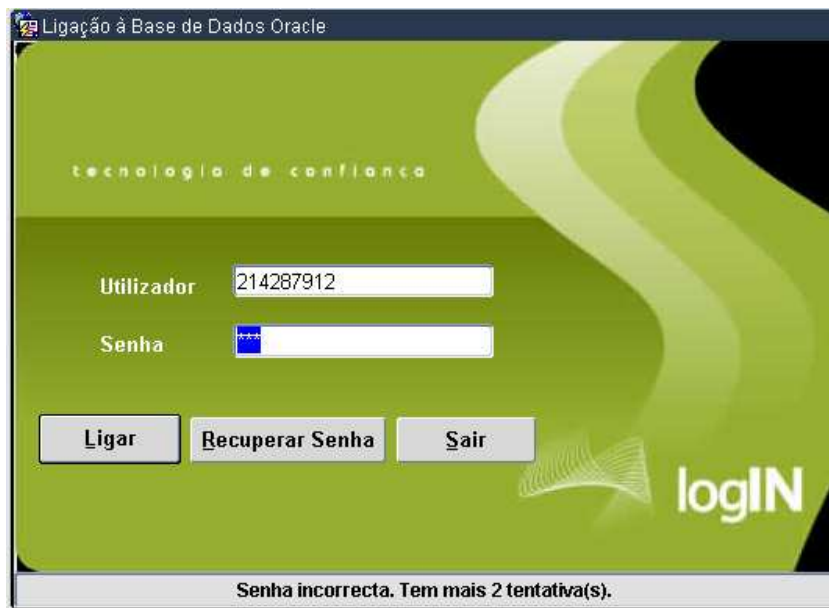 Ligação à Base de Dados Oracle
tecnologia de confiança
Utilizador 214287912
Senha ***
Ligar Recuperar Senha Sair
logIN
Senha incorrecta. Tem mais 2 tentativa(s).